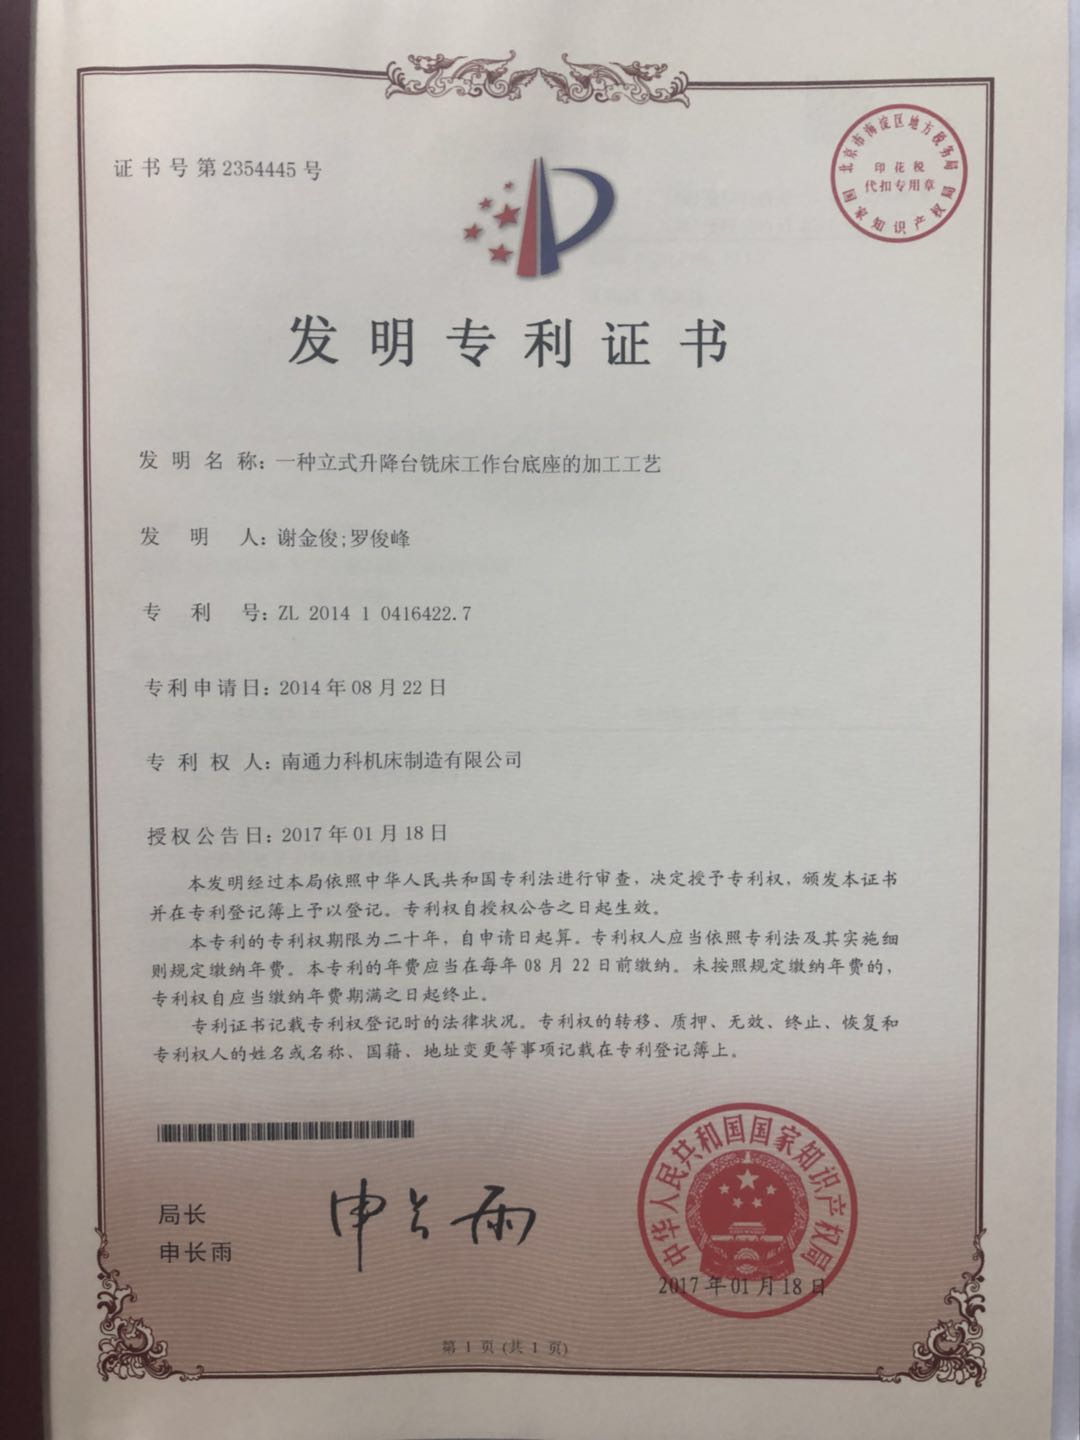 证书号第2354445号
北京市海淀区地方税务局
印花税
代扣专用章
国家知识产权局
发明专利证书
发明名称：一种立式升降台铣床工作台底座的加工工艺
发明人：谢金俊;罗俊峰
专利号：ZL 2014 1 0416422.7
专利申请日：2014年08月22日
专利权人：南通力科机床制造有限公司
授权公告日：2017年01月18日
本发明经过本局依照中华人民共和国专利法进行审查，决定授予专利权，颁发本证书
并在专利登记簿上予以登记。专利权自授权公告之日起生效。
本专利的专利权期限为二十年，自申请日起算。专利权人应当依照专利法及其实施细
则规定缴纳年费。本专利的年费应当在每年08月22日前缴纳。未按照规定缴纳年费的，
专利权自应当缴纳年费期满之日起终止。
专利证书记载专利权登记时的法律状况。专利权的转移、质押、无效、终止、恢复和
专利权人的姓名或名称、国籍、地址变更等事项记载在专利登记簿上。
局长
申长雨
申长雨
中华人民共和国国家知识产权局
2017年01月18日
第1页(共1页)